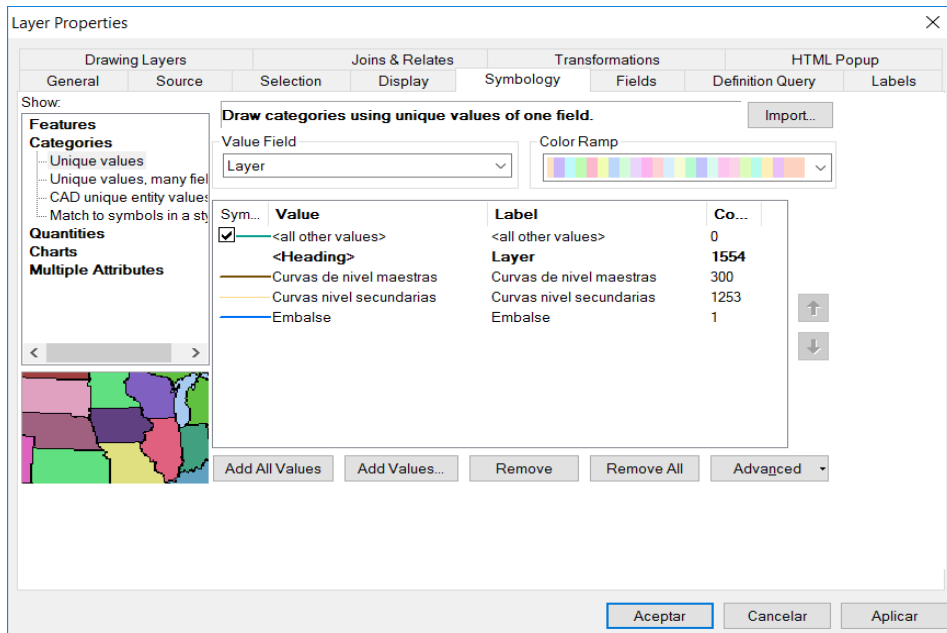 Layer Properties
Drawing Layers Joins & Relates Transformations HTML Popup
General Source Selection Display Symbology Fields Definition Query Labels
Show:
Features
Categories
Unique values
Unique values, many fiel
CAD unique entity values
Match to symbols in a sty
Quantities
Charts
Multiple Attributes
Draw categories using unique values of one field.
Import...
Value Field
Layer
Color Ramp
Sym... Value Label Co...
<all other values> <all other values> 0
<Heading> Layer 1554
Curvas de nivel maestras Curvas de nivel maestras 300
Curvas nivel secundarias Curvas nivel secundarias 1253
Embalse Embalse 1
Add All Values Add Values... Remove Remove All Advanced
Aceptar Cancelar Aplicar